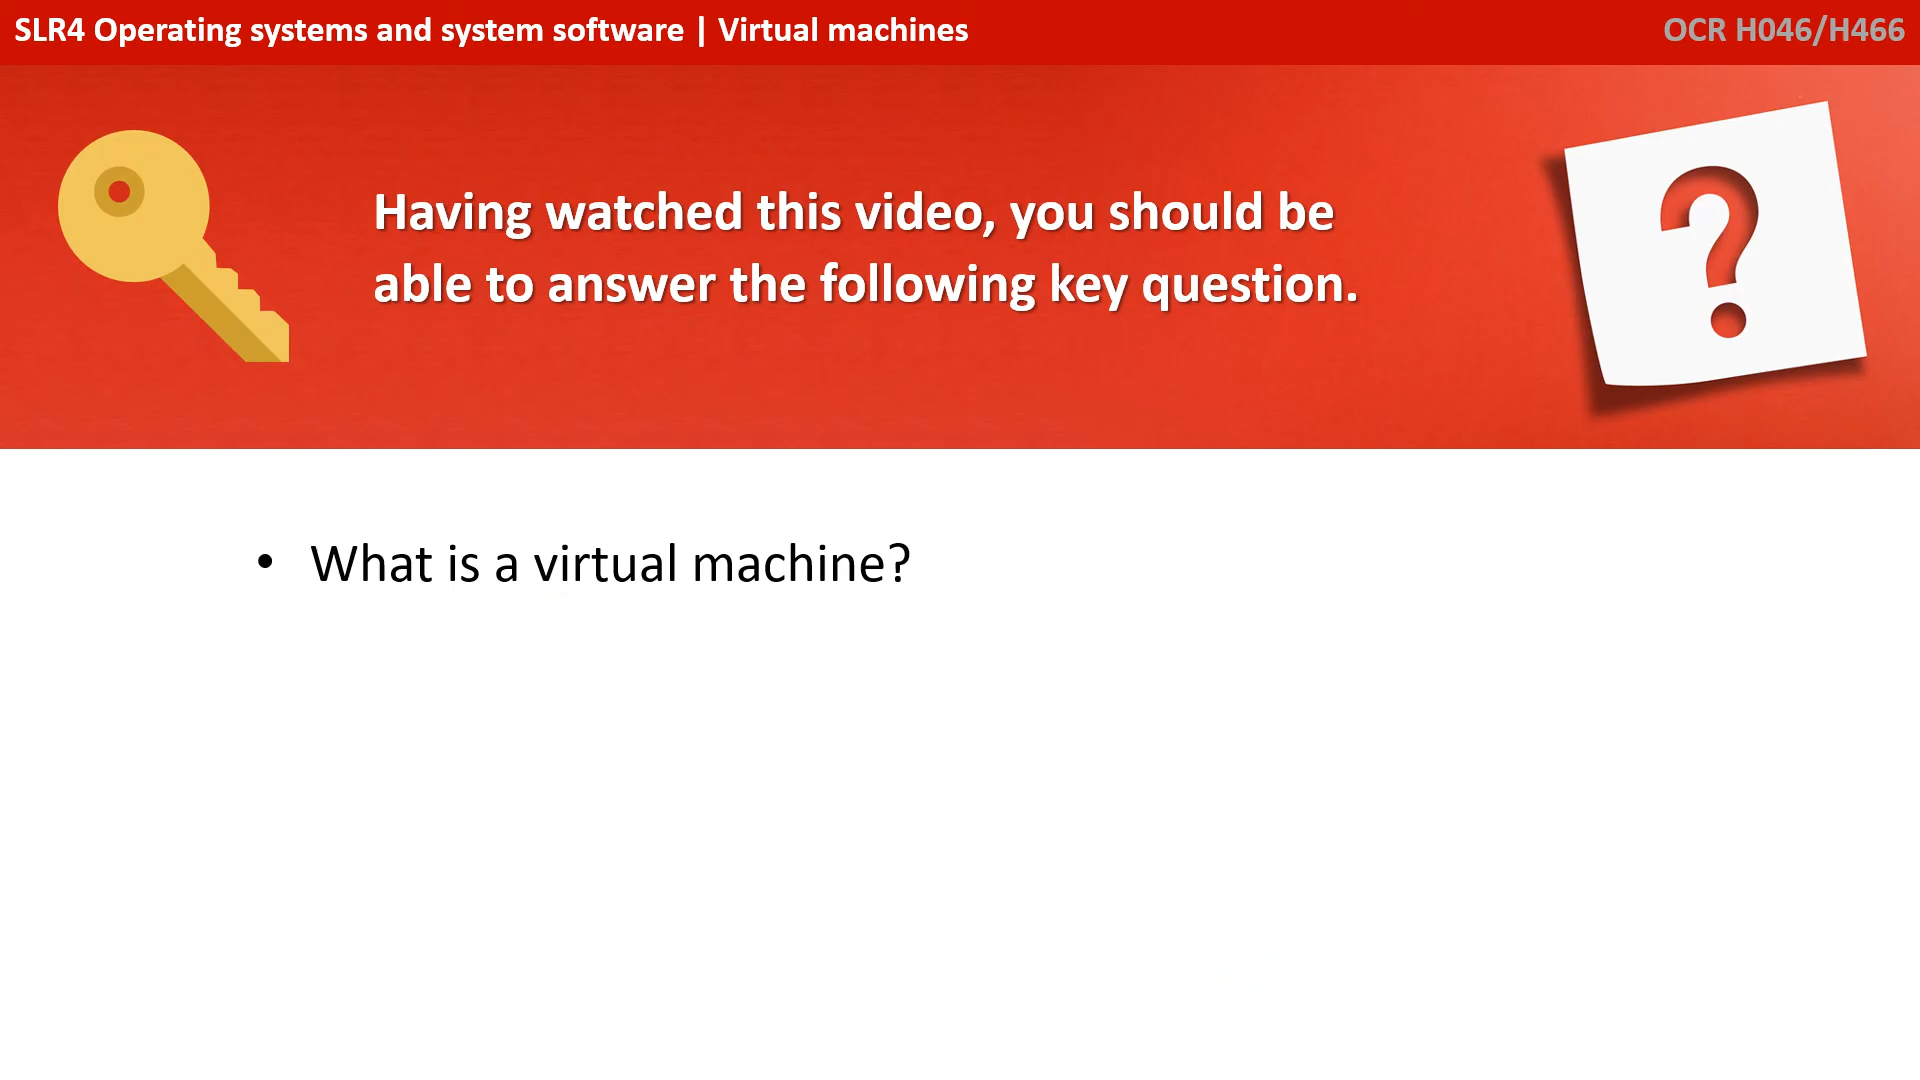 SLR4 Operating systems and system software | Virtual machines
OCR H046/H466
Having watched this video, you should be
able to answer the following key question.
?
• What is a virtual machine?